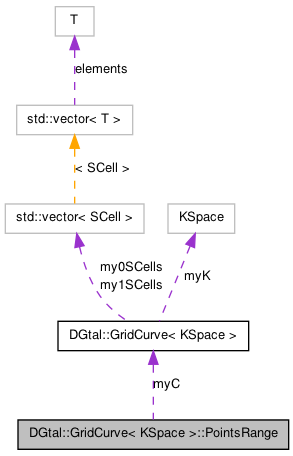 T
elements
std::vector< T >
< SCell >
std::vector< SCell >
KSpace
my0SCells
my1SCells
myK
DGtal::GridCurve< KSpace >
myC
DGtal::GridCurve< KSpace >::PointsRange